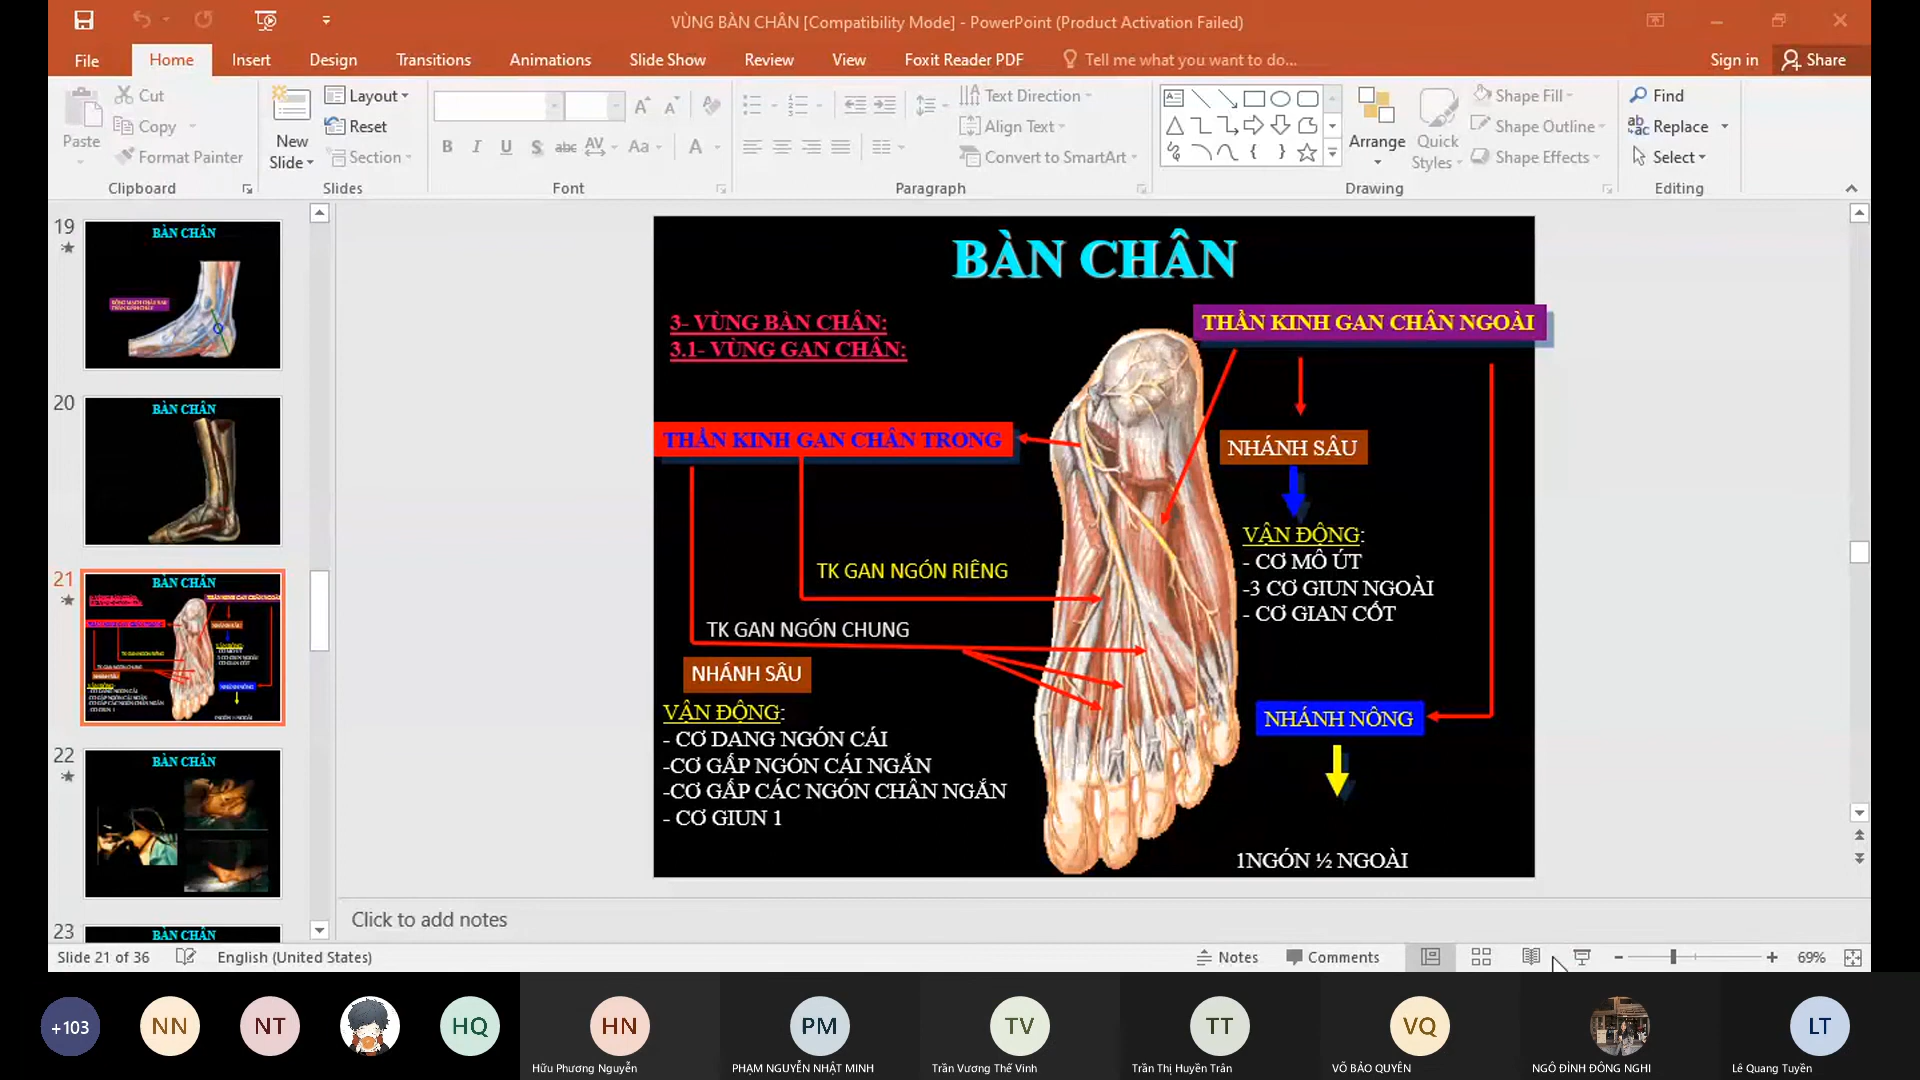 VÙNG BÀN CHÂN [Compatibility Mode] - PowerPoint (Product Activation Failed)
File
Home
Insert
Design
Transitions
Animations
Slide Show
Review
View
Foxit Reader PDF
Tell me what you want to do...
Sign in
Share
Paste
Cut
Copy
Format Painter
Clipboard
New
Slide
Layout
Reset
Section
Slides
B I U S abc AV Aa A
Font
Text Direction
Align Text
Convert to SmartArt
Paragraph
Arrange
Quick
Styles
Shape Fill
Shape Outline
Shape Effects
Drawing
Find
Replace
Select
Editing
19
BÀN CHÂN
20
BÀN CHÂN
21
BÀN CHÂN
22
BÀN CHÂN
23
BÀN CHÂN
BÀN CHÂN
3- VÙNG BÀN CHÂN:
3.1- VÙNG GAN CHÂN:
THẦN KINH GAN CHÂN NGOÀI
THẦN KINH GAN CHÂN TRONG
NHÁNH SÂU
VẬN ĐỘNG:
- CƠ MÔ ÚT
-3 CƠ GIUN NGOÀI
- CƠ GIAN CỐT
TK GAN NGÓN RIÊNG
TK GAN NGÓN CHUNG
NHÁNH SÂU
VẬN ĐỘNG:
- CƠ DANG NGÓN CÁI
-CƠ GẤP NGÓN CÁI NGẮN
-CƠ GẤP CÁC NGÓN CHÂN NGẮN
- CƠ GIUN 1
NHÁNH NÔNG
1NGÓN ½ NGOÀI
Click to add notes
Slide 21 of 36
English (United States)
Notes
Comments
69%
+103
NN
NT
HQ
HN
Hữu Phương Nguyễn
PM
PHẠM NGUYỄN NHẬT MINH
TV
Trần Vương Thế Vinh
TT
Trần Thị Huyền Trân
VQ
VÕ BẢO QUYÊN
NGÔ ĐÌNH ĐÔNG NGHI
LT
Lê Quang Tuyền